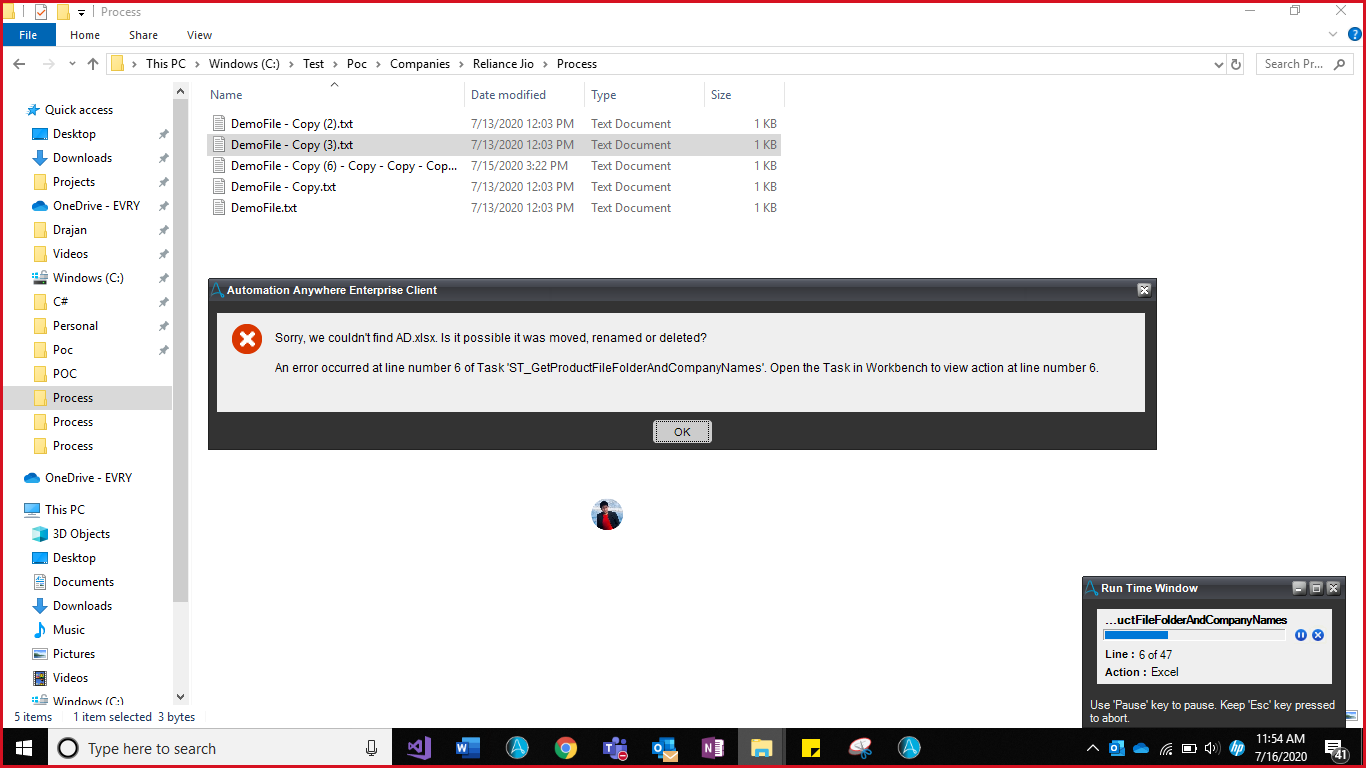 Process
File Home Share View
This PC Windows (C:) Test Poc Companies Reliance Jio Process
Search Pr...
Name Date modified Type Size
Quick access
Desktop
Downloads
Projects
OneDrive - EVRY
Drajan
Videos
Windows (C:)
C#
Personal
Poc
POC
Process
Process
Process
OneDrive - EVRY
This PC
3D Objects
Desktop
Documents
Downloads
Music
Pictures
Videos
Windows (C:)
DemoFile - Copy (2).txt 7/13/2020 12:03 PM Text Document 1 KB
DemoFile - Copy (3).txt 7/13/2020 12:03 PM Text Document 1 KB
DemoFile - Copy (6) - Copy - Copy - Cop... 7/15/2020 3:22 PM Text Document 1 KB
DemoFile - Copy.txt 7/13/2020 12:03 PM Text Document 1 KB
DemoFile.txt 7/13/2020 12:03 PM Text Document 1 KB
Automation Anywhere Enterprise Client
Sorry, we couldn't find AD.xlsx. Is it possible it was moved, renamed or deleted?
An error occurred at line number 6 of Task 'ST_GetProductFileFolderAndCompanyNames'. Open the Task in Workbench to view action at line number 6.
OK
Run Time Window
...uctFileFolderAndCompanyNames
Line : 6 of 47
Action : Excel
Use 'Pause' key to pause. Keep 'Esc' key pressed
to abort.
5 items 1 item selected 3 bytes
Type here to search
11:54 AM
7/16/2020
41